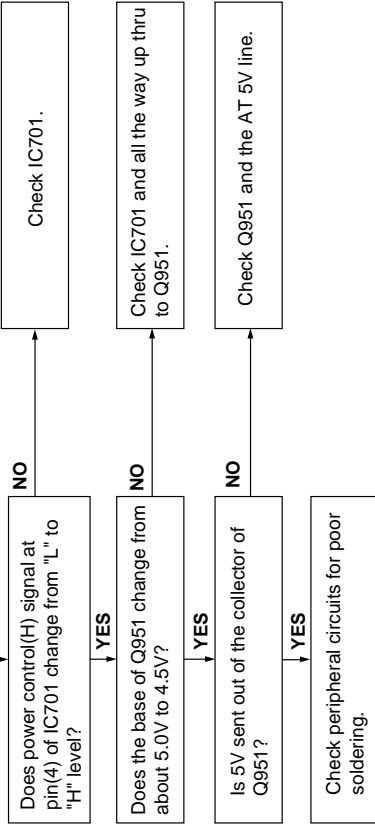 Does power control(H) signal at
pin(4) of IC701 change from "L" to
"H" level?
NO
Check IC701.
YES
Does the base of Q951 change from
about 5.0V to 4.5V?
NO
Check IC701 and all the way up thru
to Q951.
YES
Is 5V sent out of the collector of
Q951?
NO
Check Q951 and the AT 5V line.
YES
Check peripheral circuits for poor
soldering.